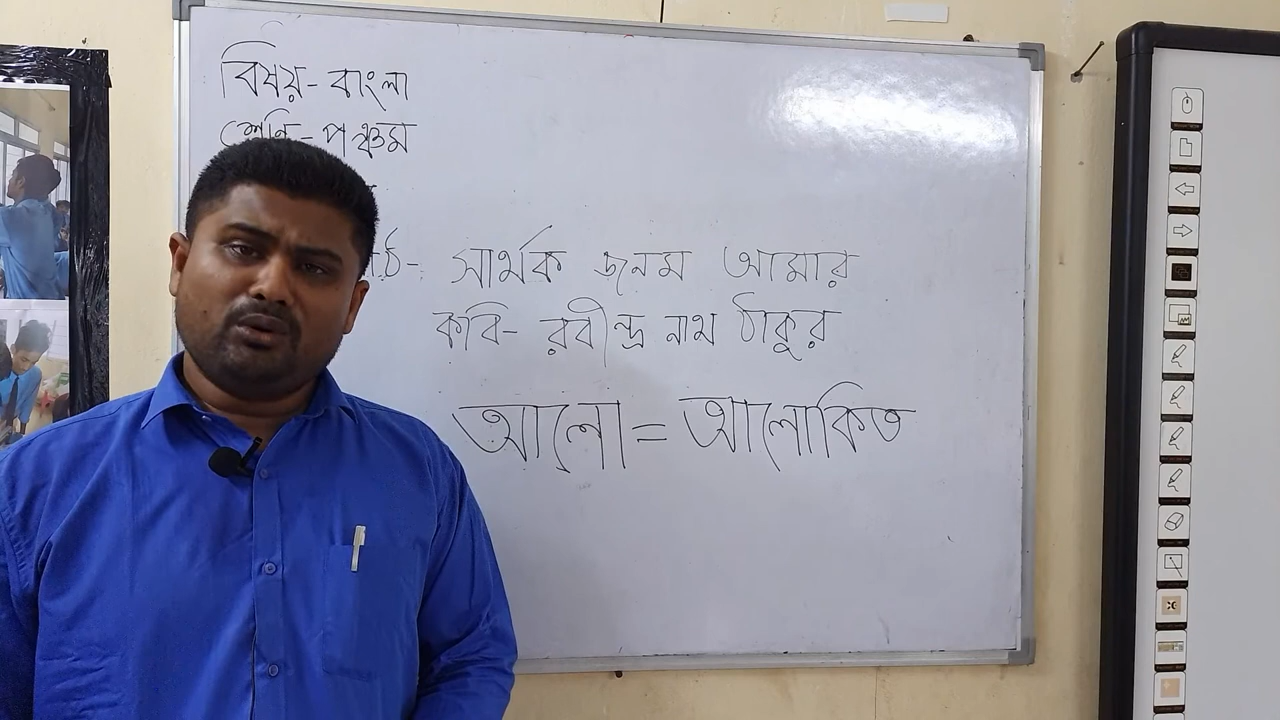 বিষয়- বাংলা
শ্রেণি- পঞ্চম
সার্থক জনম আমার
কবি- রবীন্দ্র নাথ ঠাকুর
আলো = আলোকিত